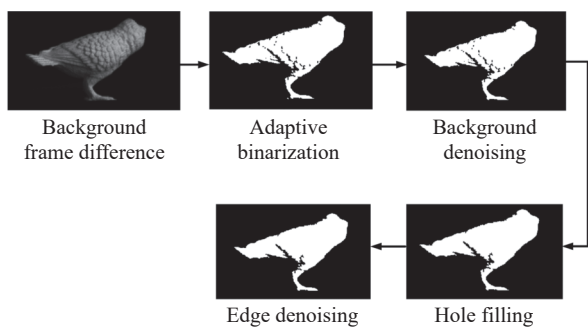 Background
frame difference
Adaptive
binarization
Background
denoising
Hole filling
Edge denoising